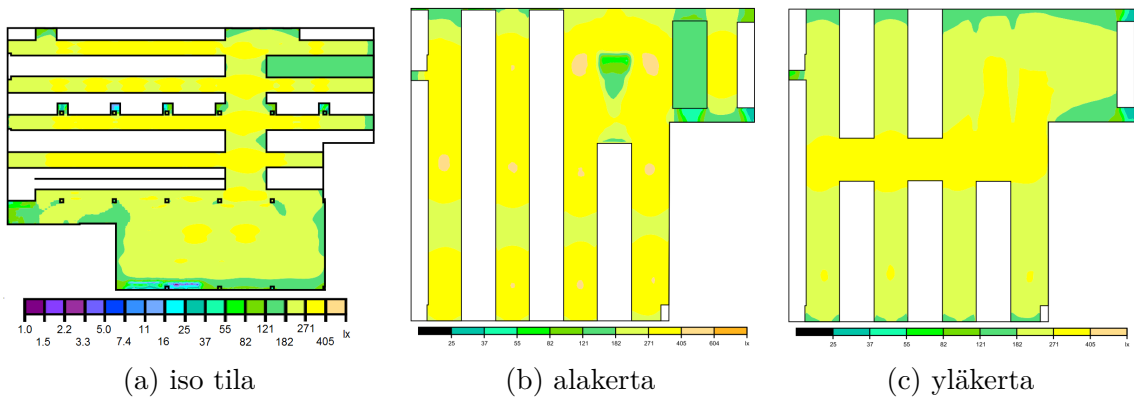 1.0 2.2 5.0 11 25 55 121 271 lx
1.5 3.3 7.4 16 37 82 182 405
25 37 55 82 121 182 271 405 604 lx
25 37 55 82 121 182 271 405 lx
(a) iso tila
(b) alakerta
(c) yläkerta